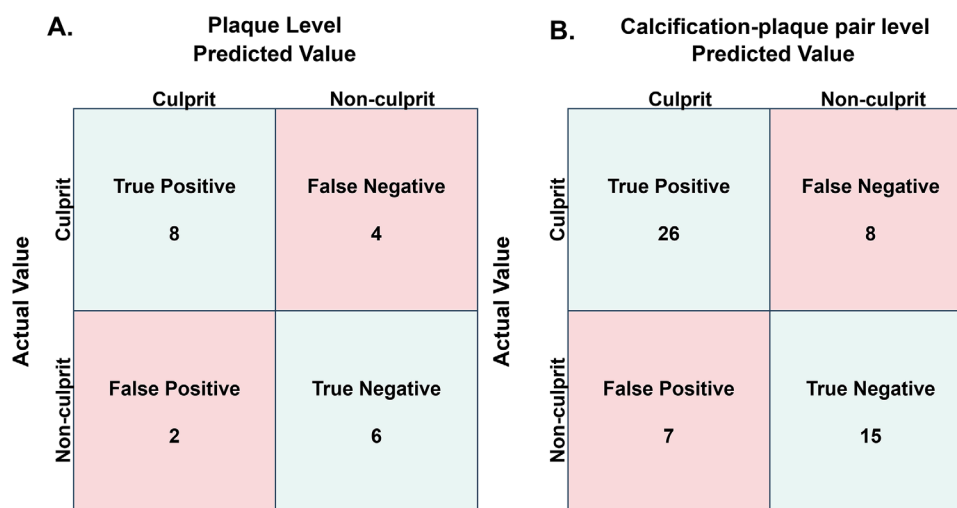 A.
Plaque Level
Predicted Value
Culprit
Non-culprit
Actual Value
Culprit
True Positive
8
False Negative
4
Non-culprit
False Positive
2
True Negative
6
B.
Calcification-plaque pair level
Predicted Value
Culprit
Non-culprit
Actual Value
Culprit
True Positive
26
False Negative
8
Non-culprit
False Positive
7
True Negative
15